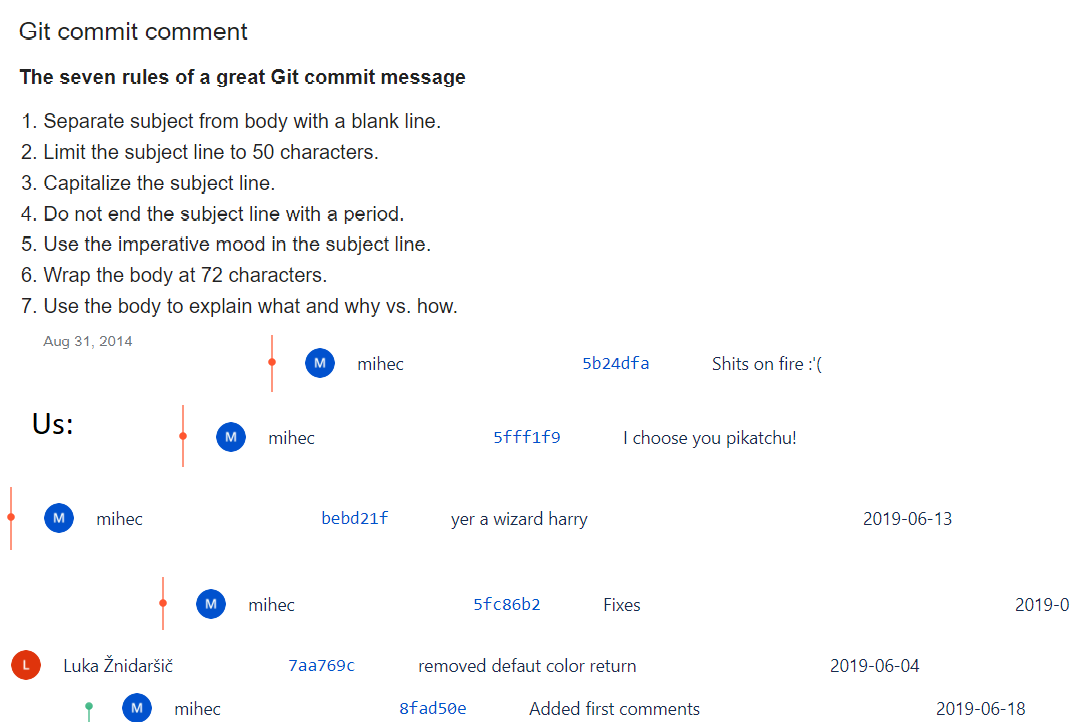 Git commit comment
The seven rules of a great Git commit message
1. Separate subject from body with a blank line.
2. Limit the subject line to 50 characters.
3. Capitalize the subject line.
4. Do not end the subject line with a period.
5. Use the imperative mood in the subject line.
6. Wrap the body at 72 characters.
7. Use the body to explain what and why vs. how.
Aug 31, 2014
M mihec 5b24dfa Shits on fire :'(
Us:
M mihec 5fff1f9 I choose you pikatchu!
M mihec bebd21f yer a wizard harry 2019-06-13
M mihec 5fc86b2 Fixes 2019-0
L Luka Žnidaršič 7aa769c removed defaut color return 2019-06-04
M mihec 8fad50e Added first comments 2019-06-18